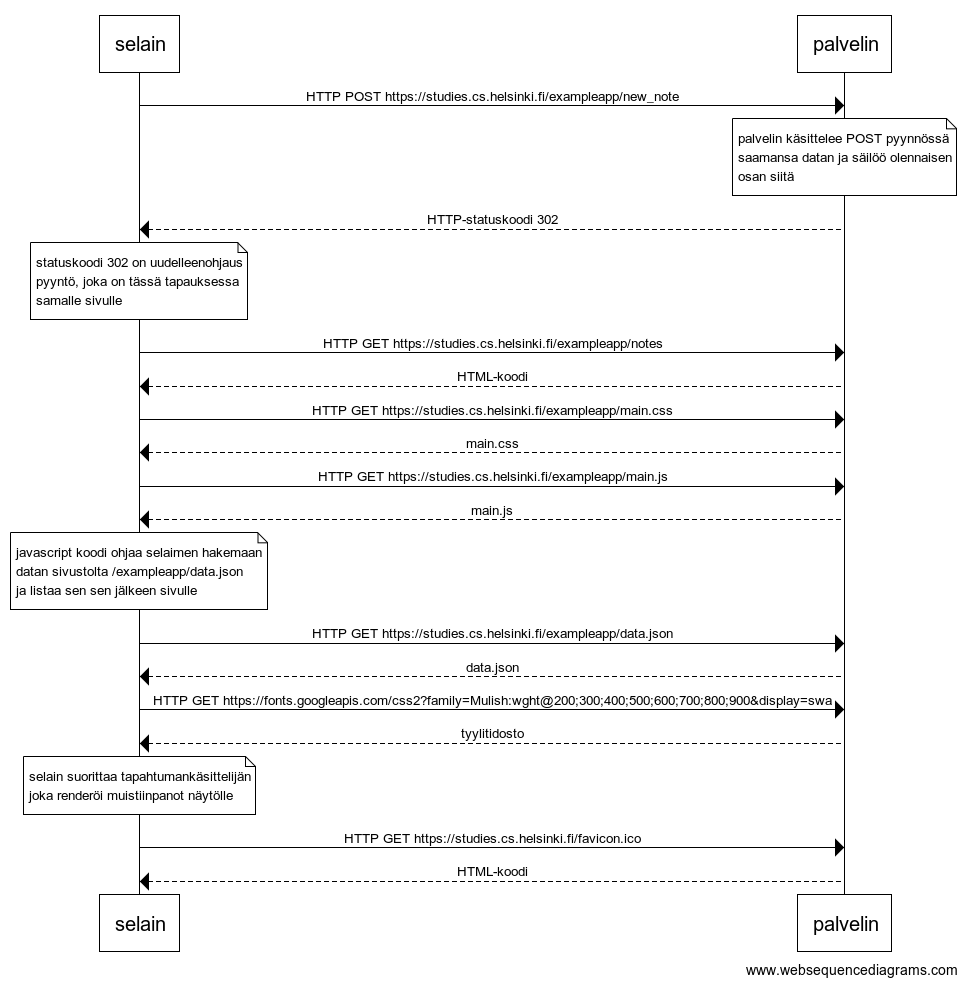 selain
palvelin
HTTP POST https://studies.cs.helsinki.fi/exampleapp/new_note
palvelin käsittelee POST pyynnössä
saamansa datan ja säilöö olennaisen
osan siitä
HTTP-statuskoodi 302
statuskoodi 302 on uudelleenohjaus
pyyntö, joka on tässä tapauksessa
samalle sivulle
HTTP GET https://studies.cs.helsinki.fi/exampleapp/notes
HTML-koodi
HTTP GET https://studies.cs.helsinki.fi/exampleapp/main.css
main.css
HTTP GET https://studies.cs.helsinki.fi/exampleapp/main.js
main.js
javascript koodi ohjaa selaimen hakemaan
datan sivustolta /exampleapp/data.json
ja listaa sen sen jälkeen sivulle
HTTP GET https://studies.cs.helsinki.fi/exampleapp/data.json
data.json
HTTP GET https://fonts.googleapis.com/css2?family=Mulish:wght@200;300;400;500;600;700;800;900&display=swa
tyylitidosto
selain suorittaa tapahtumankäsittelijän
joka renderöi muistiinpanot näytölle
HTTP GET https://studies.cs.helsinki.fi/favicon.ico
HTML-koodi
selain
palvelin
www.websequencediagrams.com